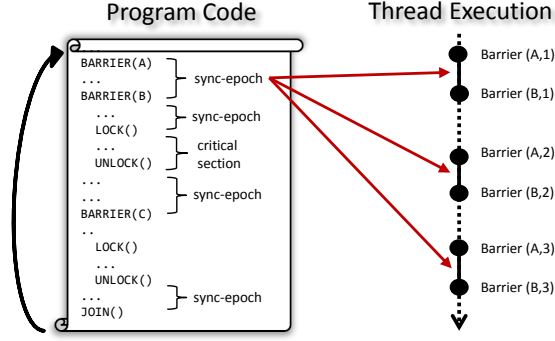 Program Code
...
BARRIER(A)
...
BARRIER(B)
...
LOCK()
...
UNLOCK()
...
...
BARRIER(C)
..
LOCK()
...
UNLOCK()
...
JOIN()
sync-epoch
sync-epoch
critical
section
sync-epoch
sync-epoch
Thread Execution
Barrier (A,1)
Barrier (B,1)
Barrier (A,2)
Barrier (B,2)
Barrier (A,3)
Barrier (B,3)